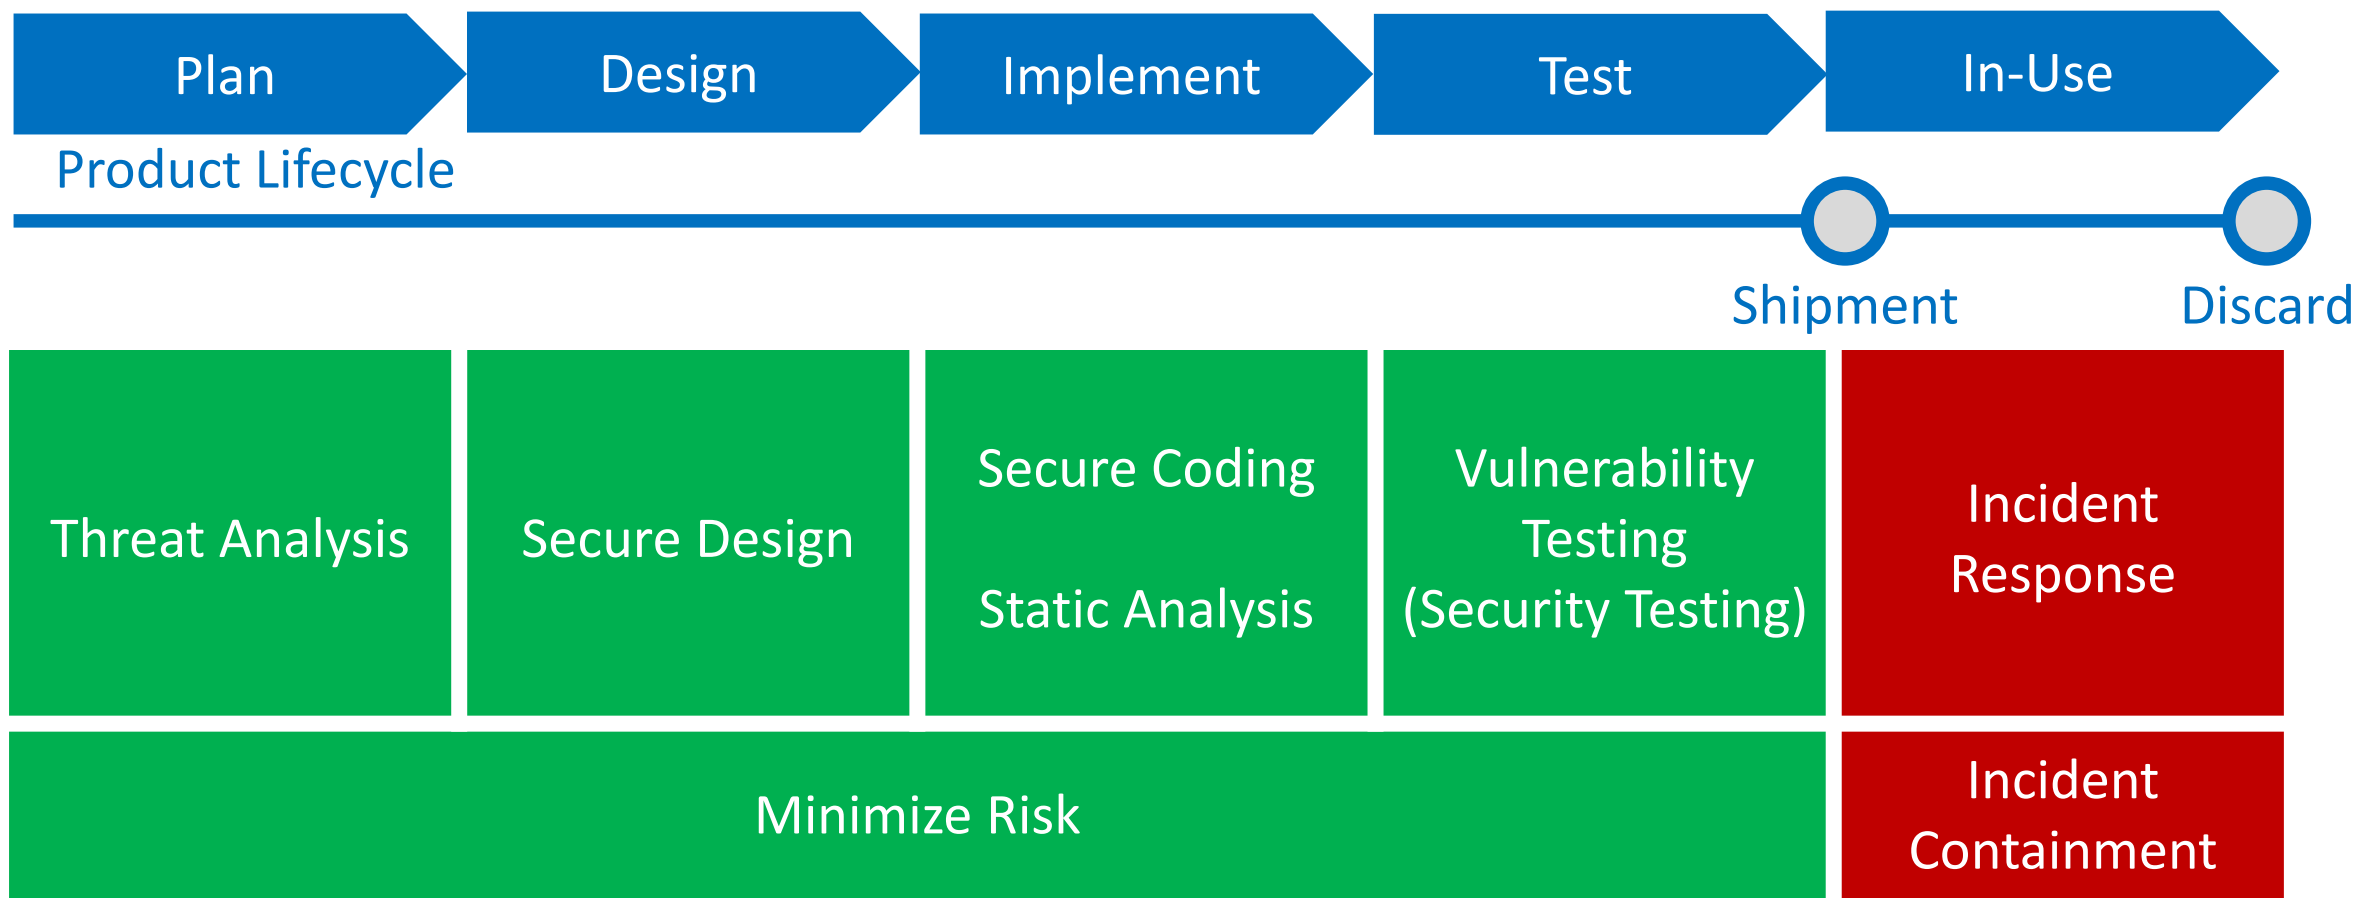 Plan
Design
Implement
Test
In-Use
Product Lifecycle
Shipment
Discard
Threat Analysis
Secure Design
Secure Coding
Static Analysis
Vulnerability
Testing
(Security Testing)
Incident
Response
Minimize Risk
Incident
Containment